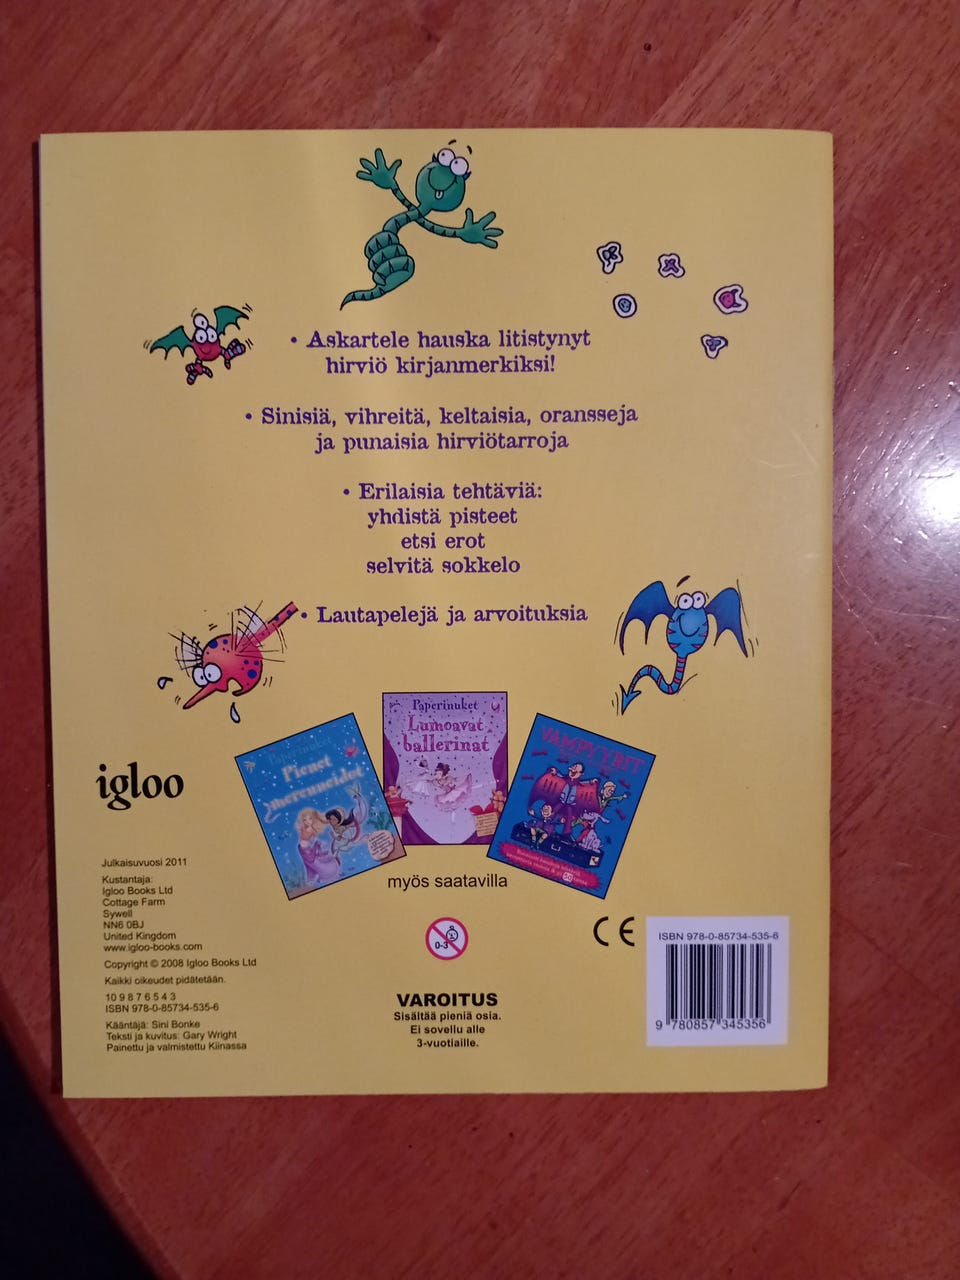 • Askartele hauska litistynyt
hirviö kirjanmerkiksi!
• Sinisiä, vihreitä, keltaisia, oransseja
ja punaisia hirviötarroja
• Erilaisia tehtäviä:
yhdistä pisteet
etsi erot
selvitä sokkelo
• Lautapelejä ja arvoituksia
Paperinuket
Pienet
merenneidot
Paperinuket
Lumoavat
ballerinat
VAMPYYRIT
igloo
myös saatavilla
Julkaisuvuosi 2011
Kustantaja:
Igloo Books Ltd
Cottage Farm
Sywell
NN6 0BJ
United Kingdom
www.igloo-books.com
Copyright © 2008 Igloo Books Ltd
Kaikki oikeudet pidätetään.
10 9 8 7 6 5 4 3
ISBN 978-0-85734-535-6
Kääntäjä: Sini Bonke
Teksti ja kuvitus: Gary Wright
Painettu ja valmistettu Kiinassa
0-3
VAROITUS
Sisältää pieniä osia.
Ei sovellu alle
3-vuotiaille.
CE
ISBN 978-0-85734-535-6
9 780857 345356